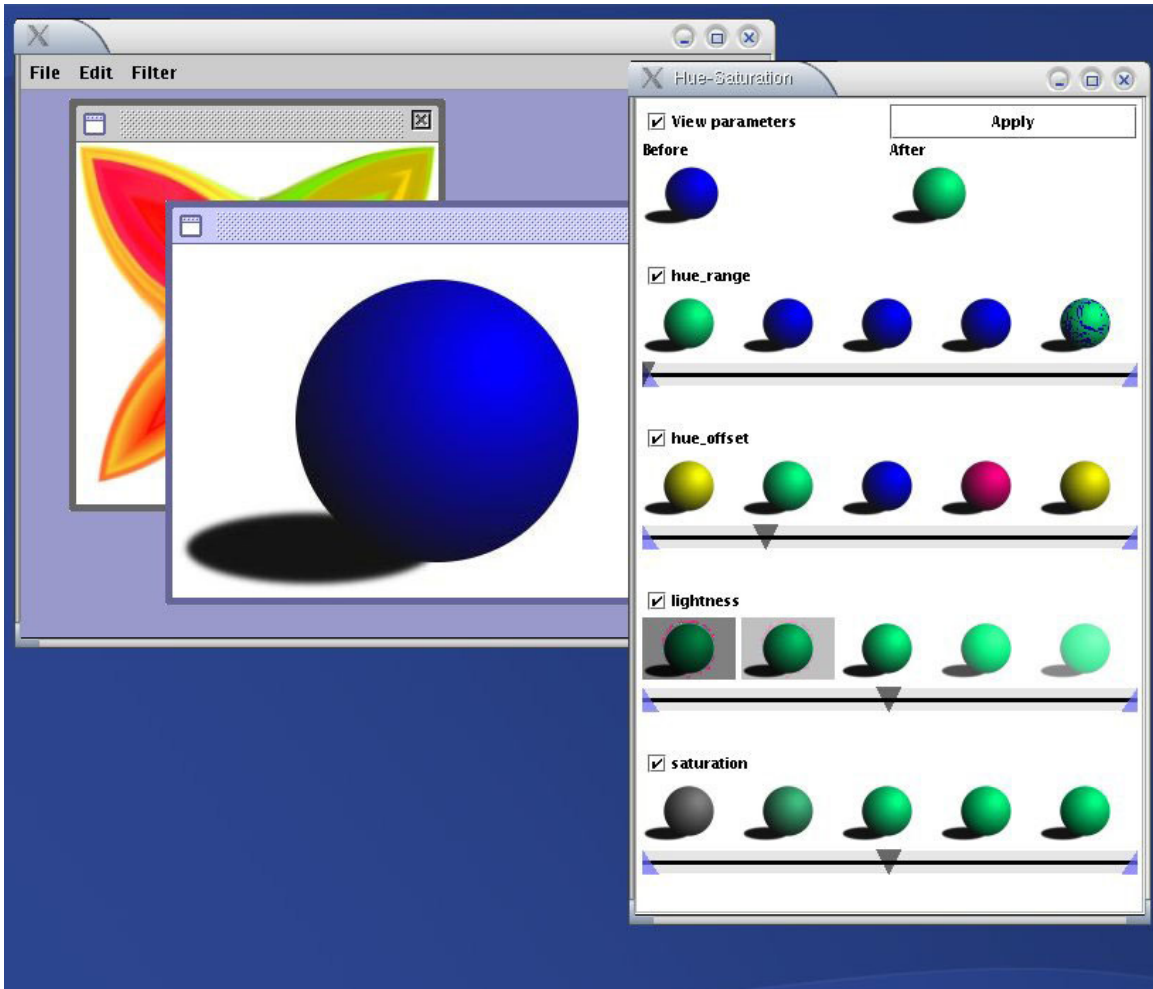 File Edit Filter
Hue-Saturation
View parameters
Apply
Before
After
hue_range
hue_offset
lightness
saturation